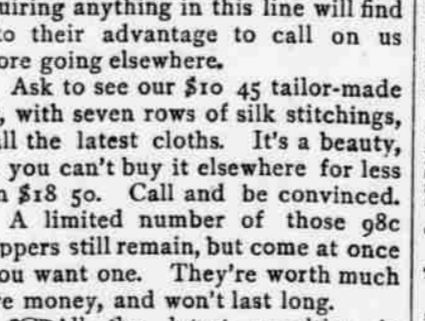 uiring anything in this line will find
to their advantage to call on us
ore going elsewhere.
Ask to see our $10 45 tailor-made
, with seven rows of silk stitchings,
all the latest cloths. It's a beauty,
you can't buy it elsewhere for less
n $18 50. Call and be convinced.
A limited number of those 98c
ppers still remain, but come at once
ou want one. They're worth much
re money, and won't last long.